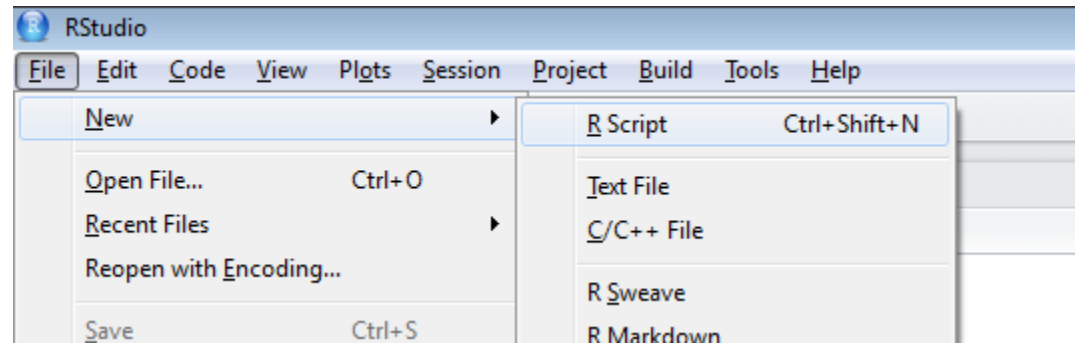 RStudio
File Edit Code View Plots Session Project Build Tools Help
New
R Script Ctrl+Shift+N
Open File... Ctrl+O
Text File
Recent Files
C/C++ File
Reopen with Encoding...
R Sweave
Save Ctrl+S
R Markdown